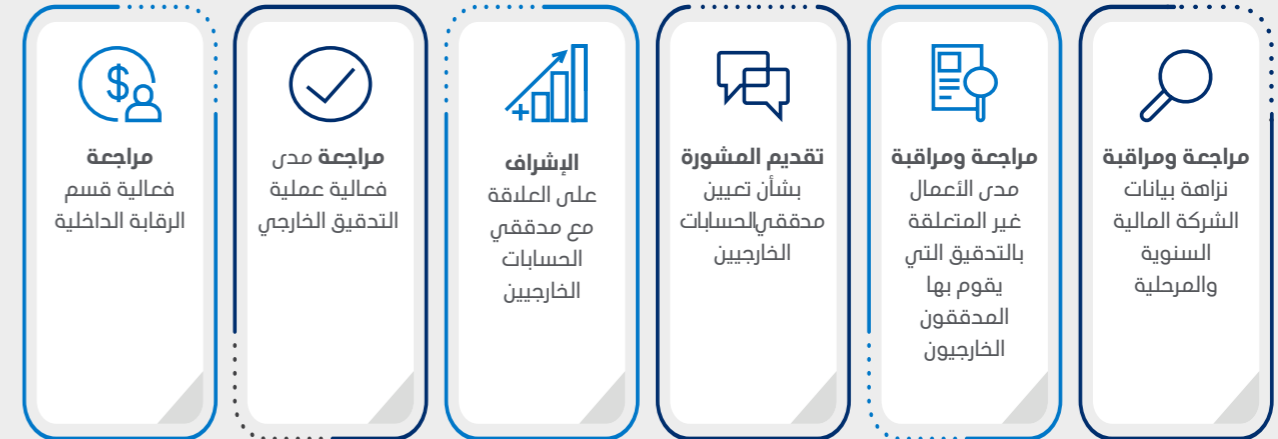 مراجعة ومراقبة
نزاهة بيانات
الشركة المالية
السنوية
والمرحلية
مراجعة ومراقبة
مدى الأعمال
غير المتعلقة
بالتدقيق التي
يقوم بها
المدققون
الخارجيون
تقديم المشورة
بشأن تعيين
مدققيالحسابات
الخارجيين
الإشراف
على العلاقة
مع مدققي
الحسابات
الخارجيين
مراجعة مدى
فعالية عملية
التدقيق الخارجي
مراجعة
فعالية قسم
الرقابة الداخلية